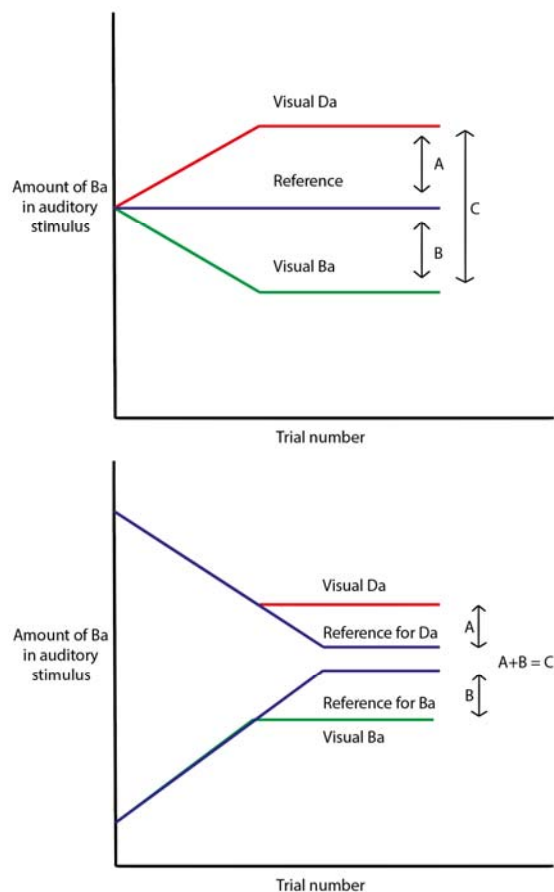 Visual Da
A
Amount of Ba
in auditory
stimulus
Reference
C
B
Visual Ba
Trial number
Visual Da
A
Amount of Ba
in auditory
stimulus
Reference for Da
A+B = C
B
Reference for Ba
Visual Ba
Trial number